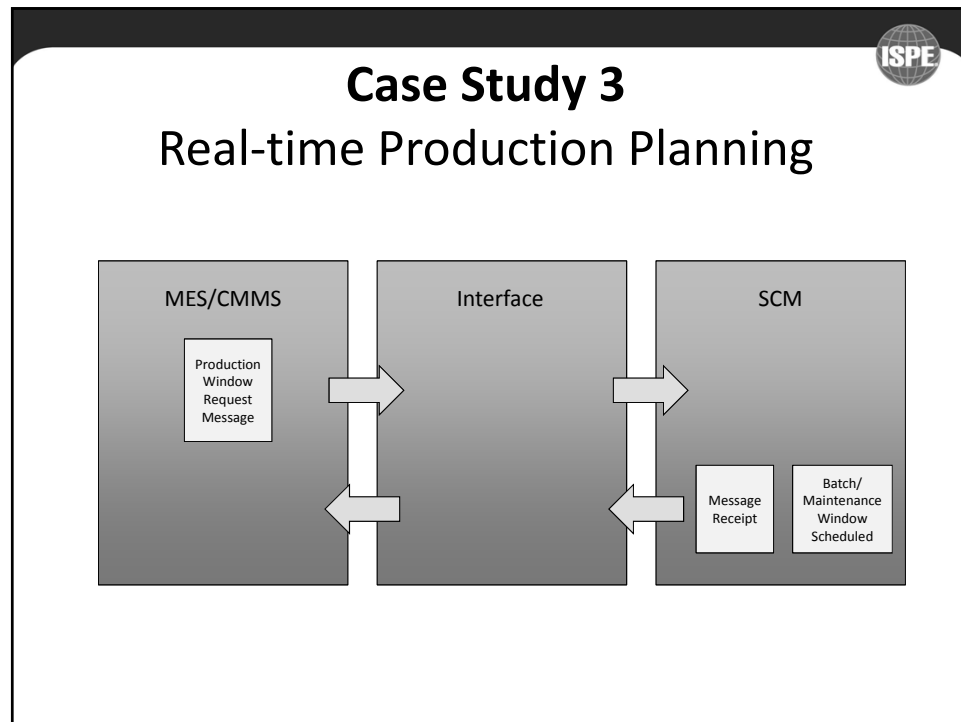 ISPE
Case Study 3
Real-time Production Planning
MES/CMMS
Interface
SCM
Production
Window
Request
Message
Message
Receipt
Batch/
Maintenance
Window
Scheduled